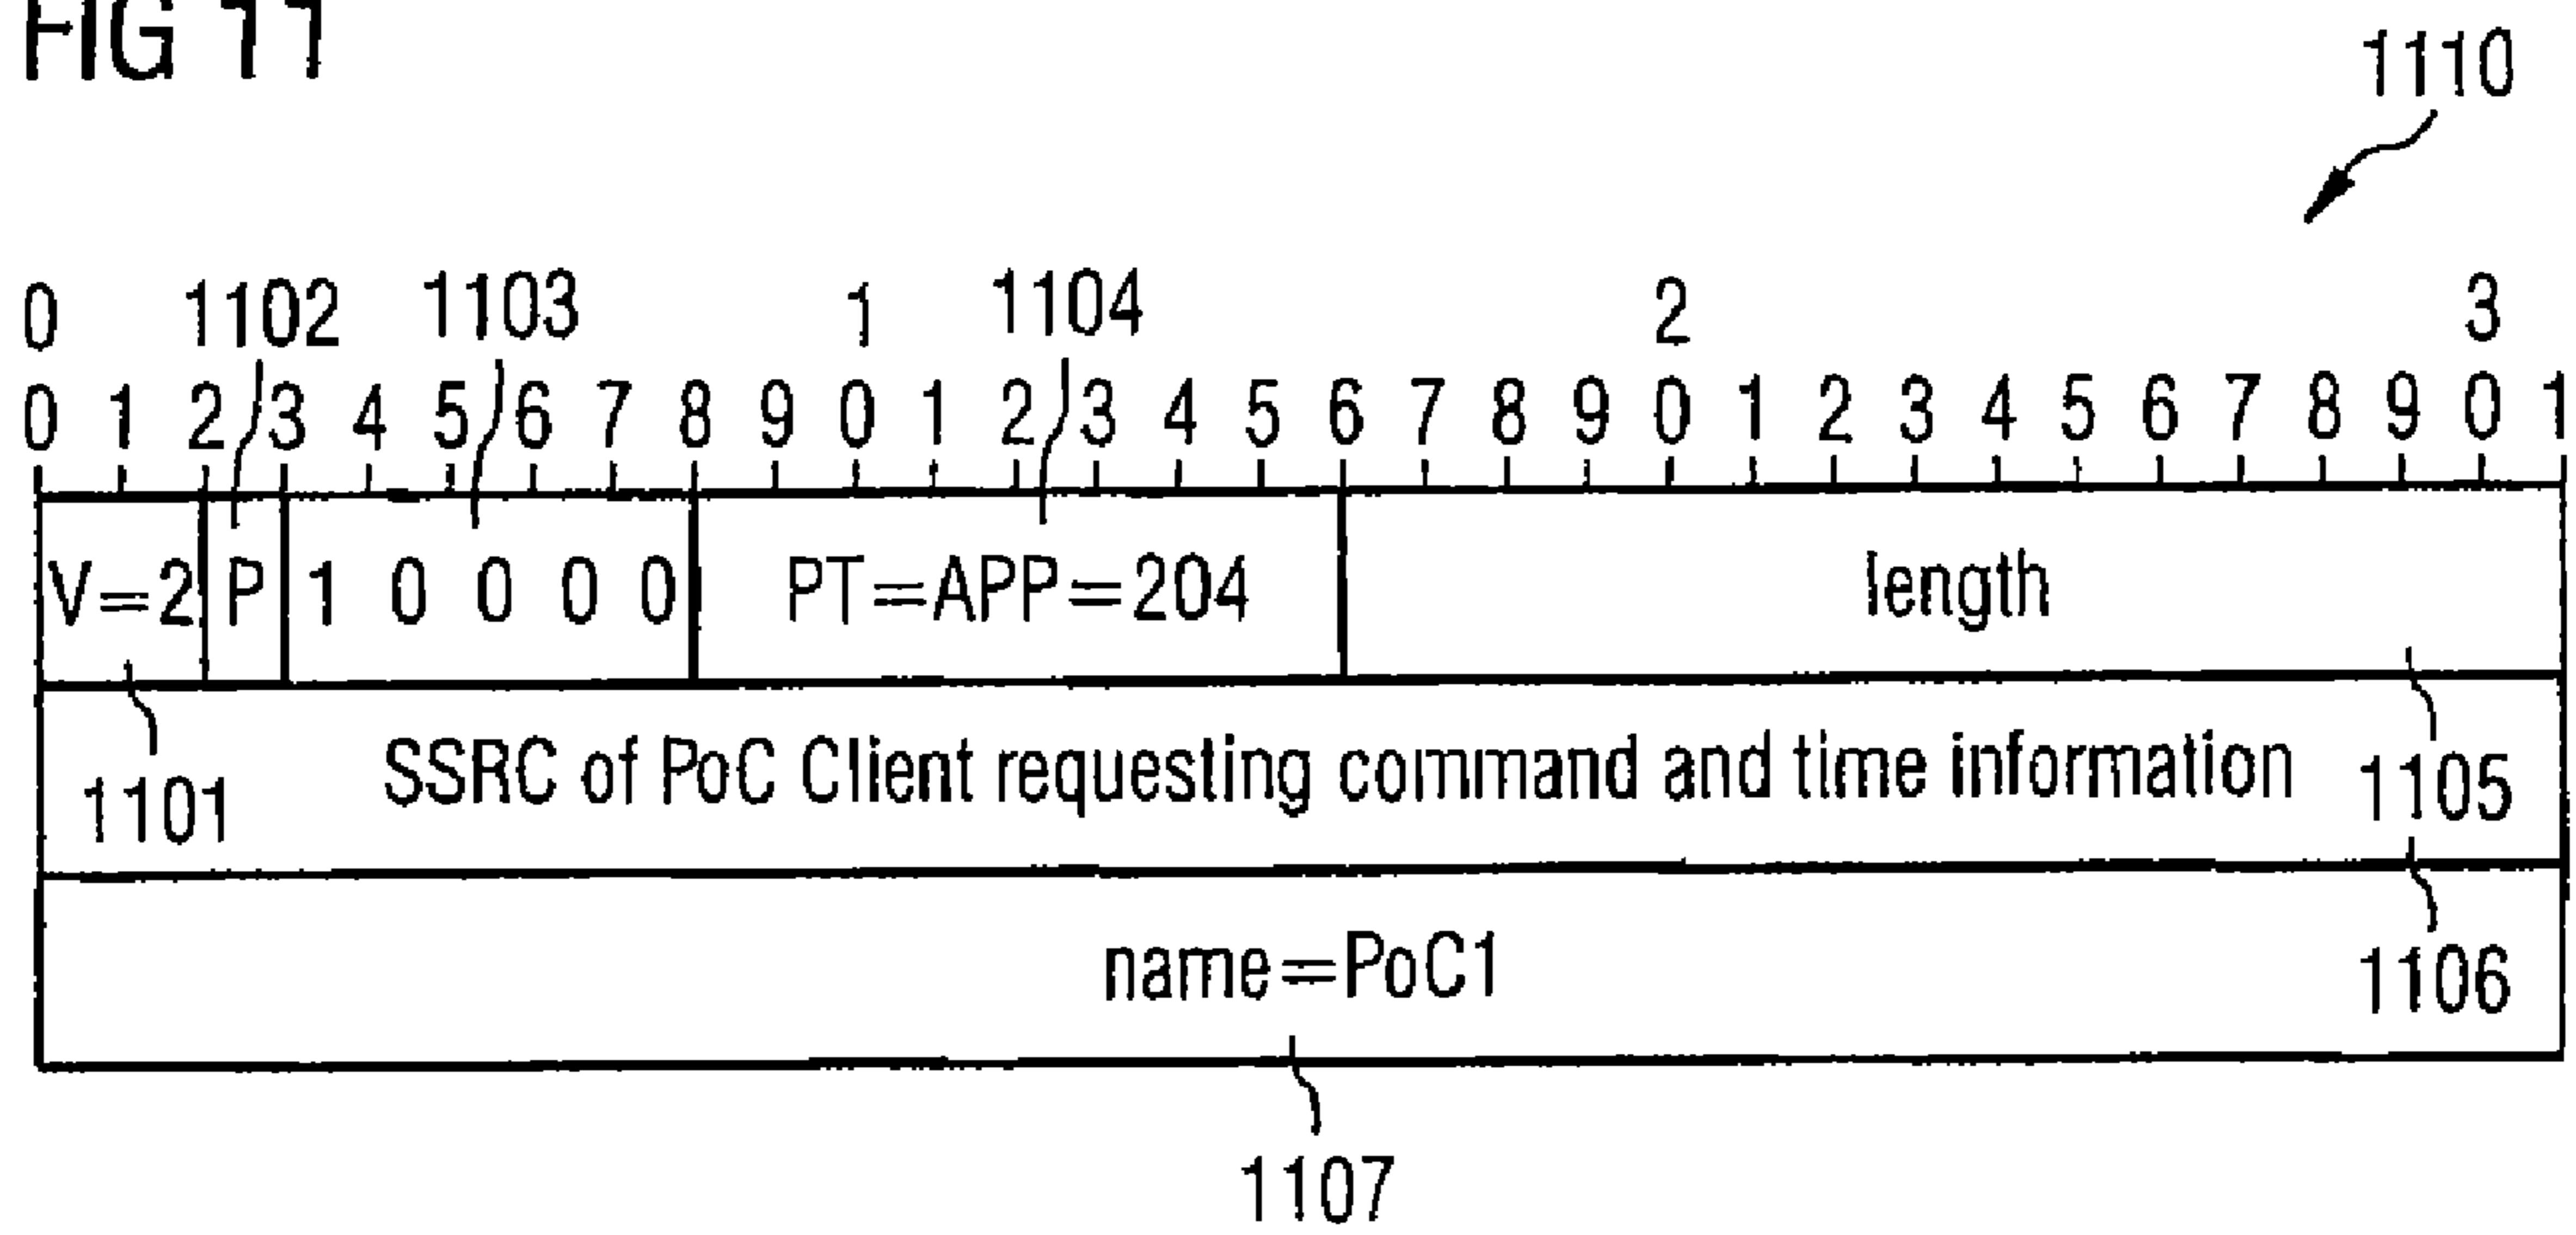 FIG 11
1110
0 1102 1103 1 1104 2 3
0 1 2 3 4 5 6 7 8 9 0 1 2 3 4 5 6 7 8 9 0 1 2 3 4 5 6 7 8 9 0 1
V=2 P 1 0 0 0 0 PT=APP=204 length
1101 SSRC of PoC Client requesting command and time information 1105
name=PoC1 1106
1107